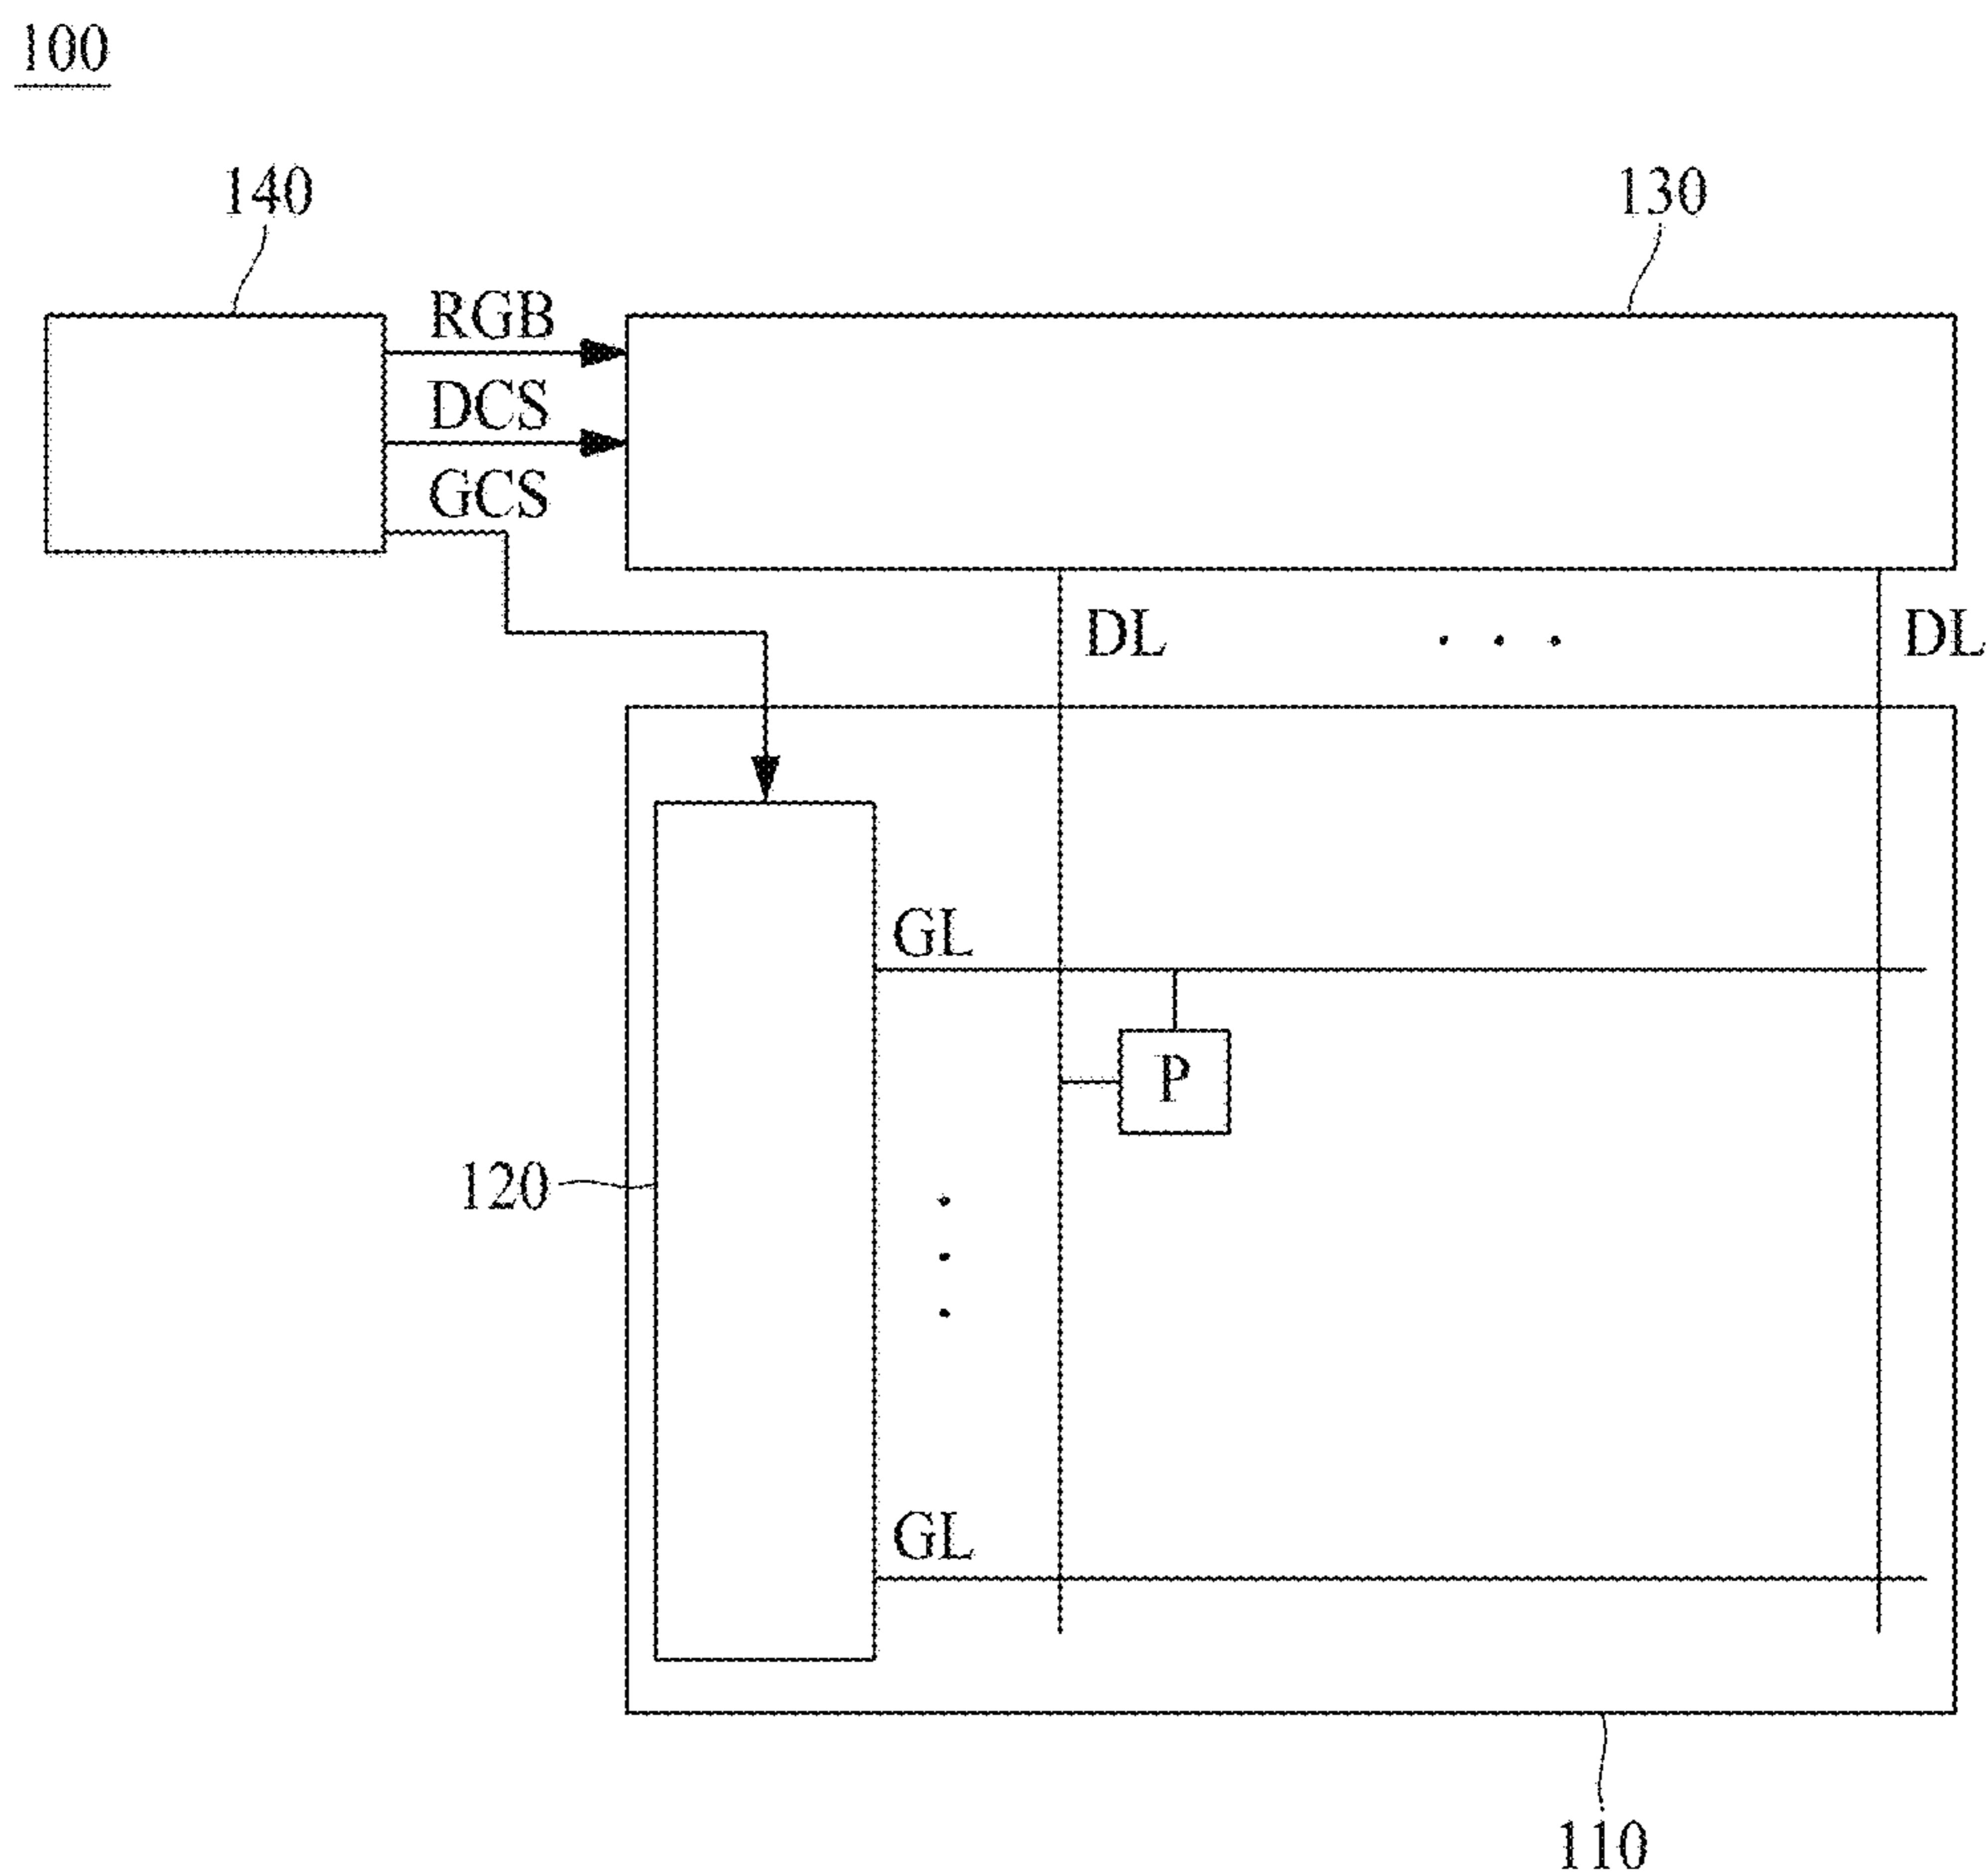 100
140
130
RGB
DCS
GCS
DL . . . DL
GL
P
120
GL
110